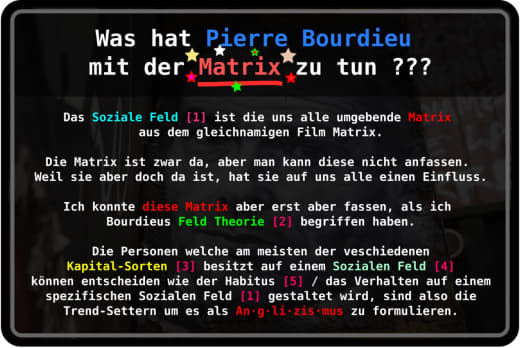 Was hat Pierre Bourdieu
mit der Matrix zu tun ???
Das Soziale Feld [1] ist die uns alle umgebende Matrix
aus dem gleichnamigen Film Matrix.
Die Matrix ist zwar da, aber man kann diese nicht anfassen.
Weil sie aber doch da ist, hat sie auf uns alle einen Einfluss.
Ich konnte diese Matrix aber erst aber fassen, als ich
Bourdieus Feld Theorie [2] begriffen haben.
Die Personen welche am meisten der veschiedenen
Kapital-Sorten [3] besitzt auf einem Sozialen Feld [4]
können entscheiden wie der Habitus [5] / das Verhalten auf einem
spezifischen Sozialen Feld [1] gestaltet wird, sind also die
Trend-Settern um es als An·g·li·zis·mus zu formulieren.